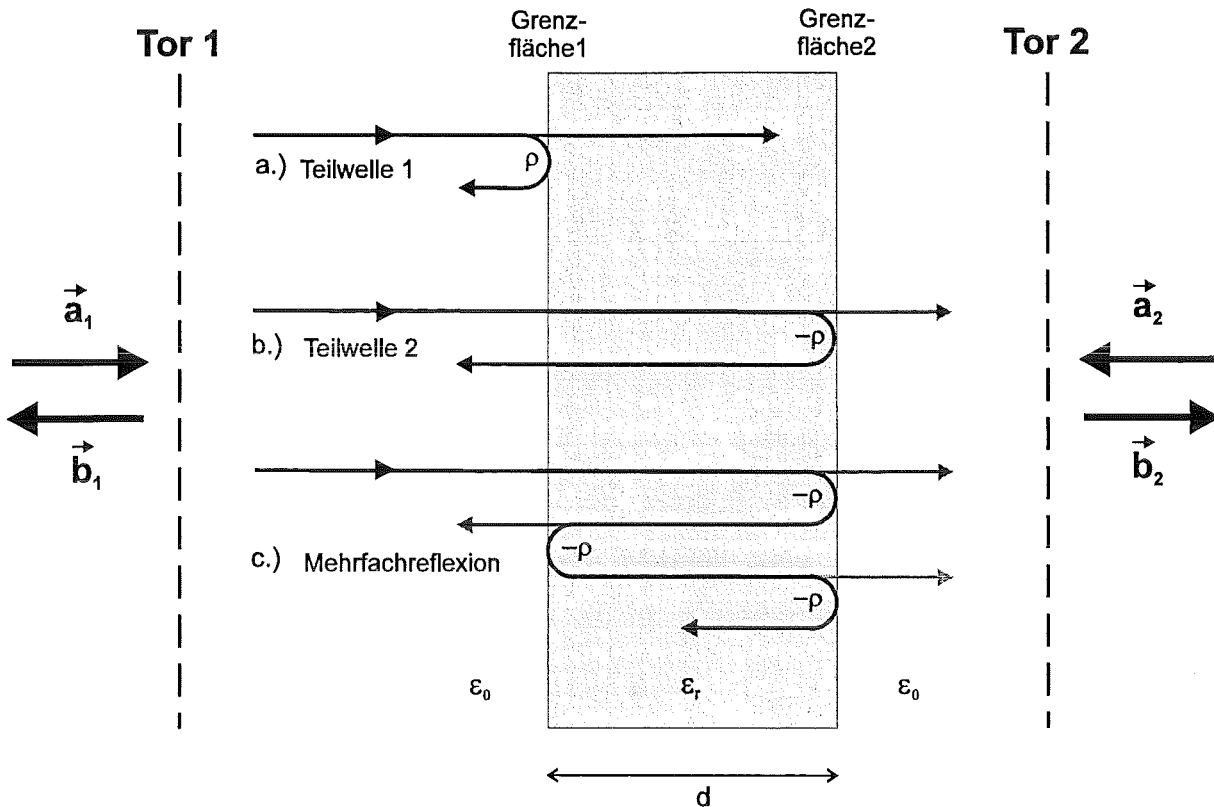 Grenz-
fläche1
Grenz-
fläche2
Tor 1
Tor 2
ρ
a.) Teilwelle 1
a₁
a₂
b.) Teilwelle 2
–ρ
b₁
b₂
–ρ
c.) Mehrfachreflexion
–ρ
–ρ
ε₀
εᵣ
ε₀
d